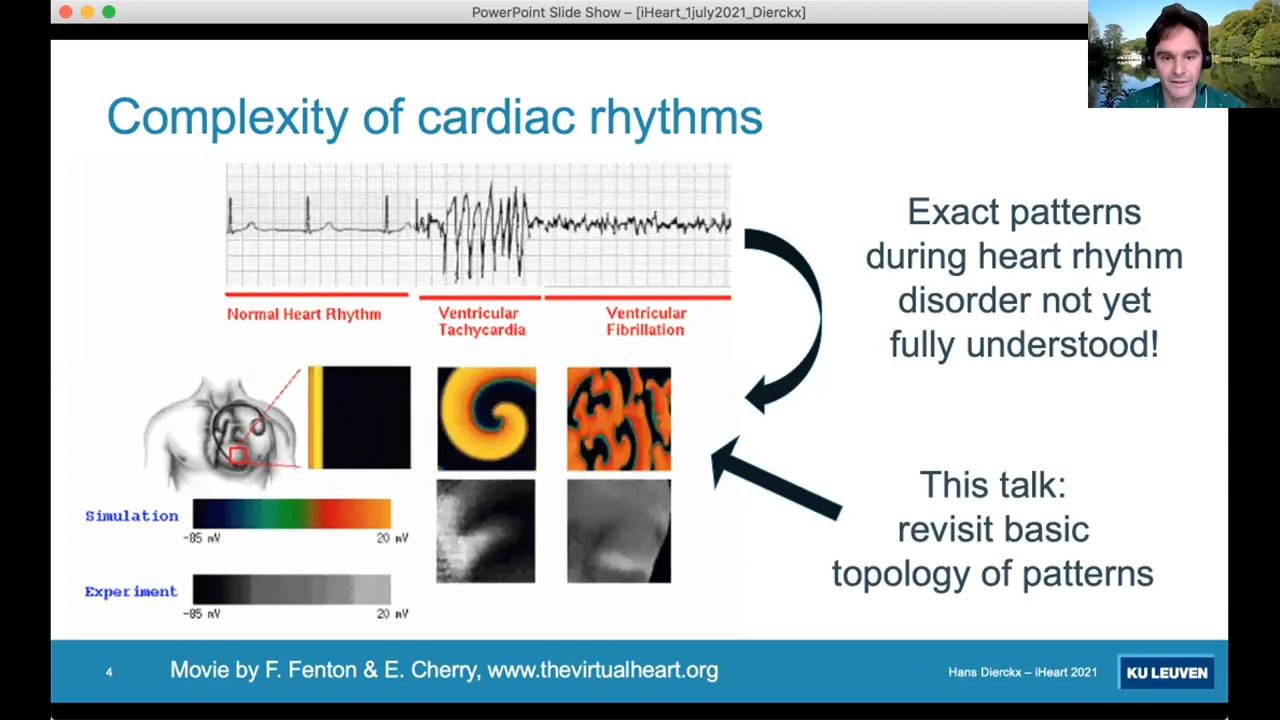 PowerPoint Slide Show – [iHeart_1july2021_Dierckx]
Complexity of cardiac rhythms
Normal Heart Rhythm
Ventricular
Tachycardia
Ventricular
Fibrillation
Exact patterns
during heart rhythm
disorder not yet
fully understood!
Simulation
-85 mV
20 mV
Experiment
-85 mV
20 mV
This talk:
revisit basic
topology of patterns
4
Movie by F. Fenton & E. Cherry, www.thevirtualheart.org
Hans Dierckx – iHeart 2021
KU LEUVEN